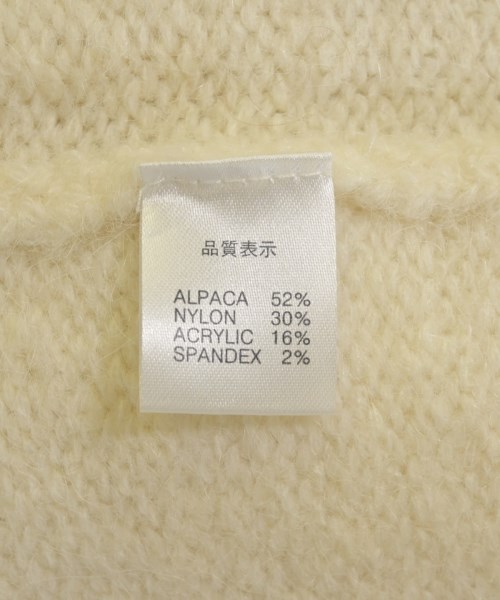 品質表示
ALPACA 52%
NYLON 30%
ACRYLIC 16%
SPANDEX 2%